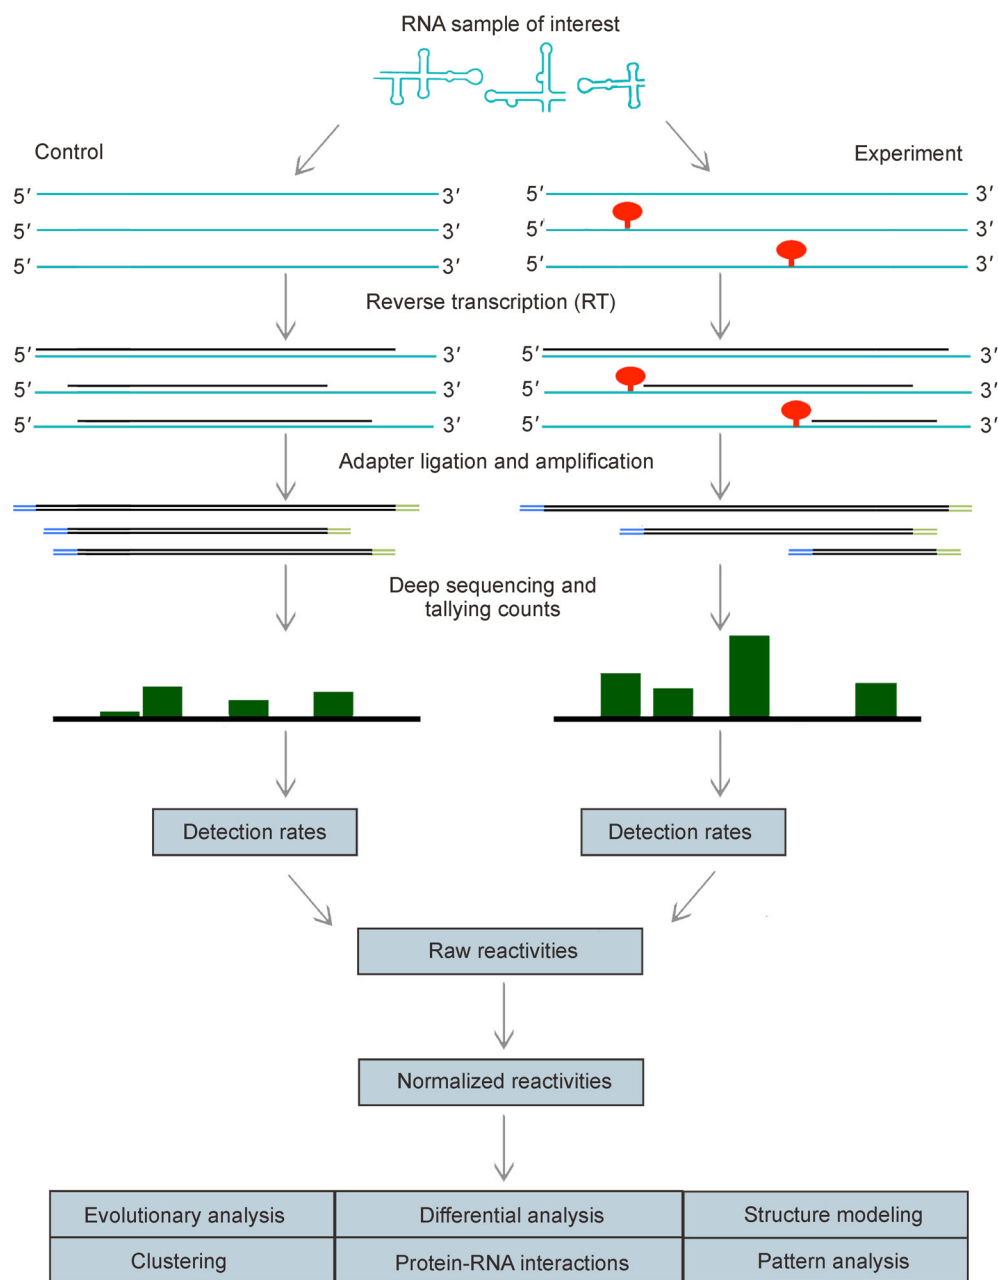 RNA sample of interest
Control
Experiment
5′ 3′ 5′ 3′
5′ 3′ 5′ 3′
5′ 3′ 5′ 3′
Reverse transcription (RT)
5′ 3′ 5′ 3′
5′ 3′ 5′ 3′
5′ 3′ 5′ 3′
Adapter ligation and amplification
Deep sequencing and
tallying counts
Detection rates
Detection rates
Raw reactivities
Normalized reactivities
Evolutionary analysis
Differential analysis
Structure modeling
Clustering
Protein-RNA interactions
Pattern analysis